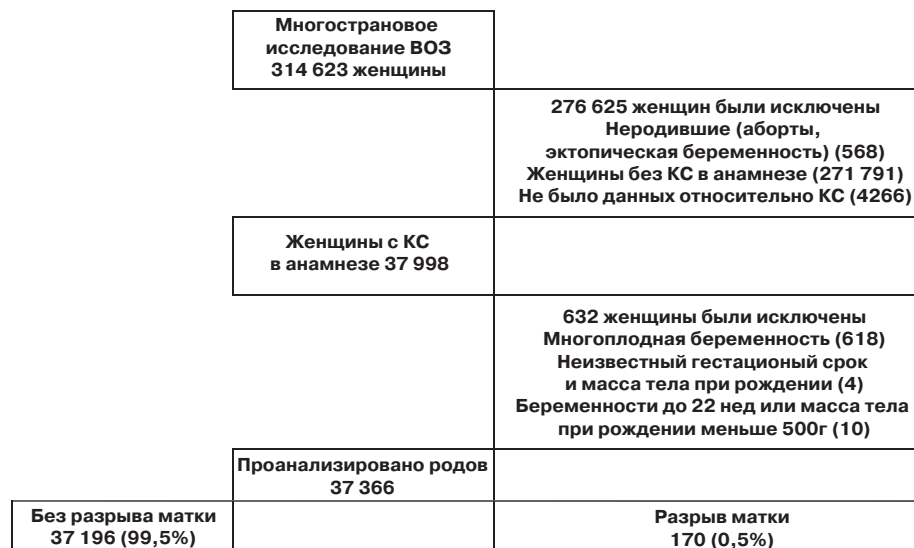 Многострановое
исследование ВОЗ
314 623 женщины
276 625 женщин были исключены
Неродившие (аборты,
эктопическая беременность) (568)
Женщины без КС в анамнезе (271 791)
Не было данных относительно КС (4266)
Женщины с КС
в анамнезе 37 998
632 женщины были исключены
Многоплодная беременность (618)
Неизвестный гестационый срок
и масса тела при рождении (4)
Беременности до 22 нед или масса тела
при рождении меньше 500г (10)
Проанализировано родов
37 366
Без разрыва матки
37 196 (99,5%)
Разрыв матки
170 (0,5%)